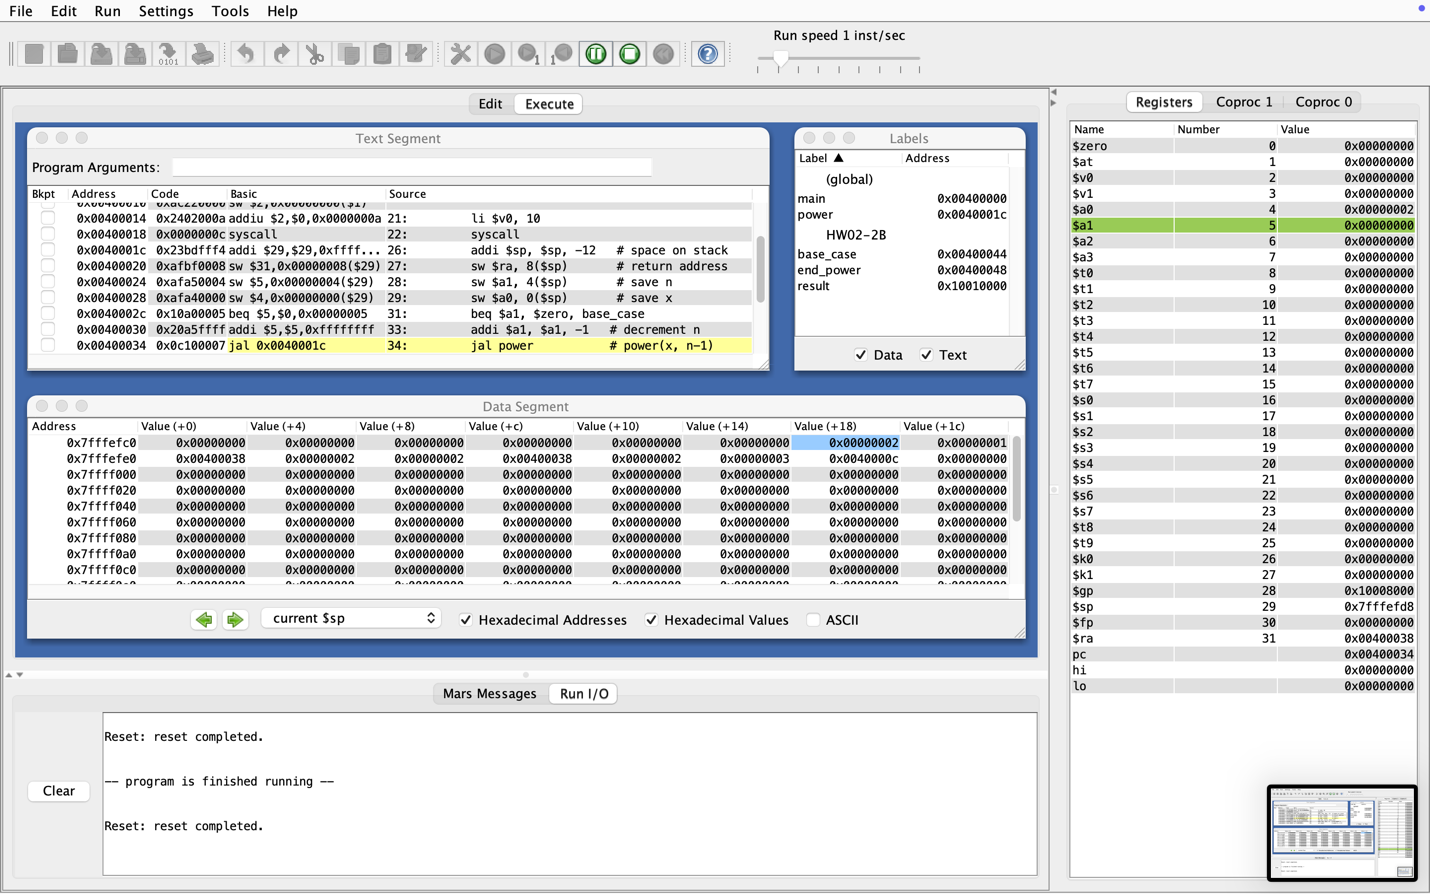 File Edit Run Settings Tools Help
Run speed 1 inst/sec
Edit Execute
Text Segment
Program Arguments:
Bkpt Address Code Basic Source
0x00400010 0xac220000 sw $2,0x00000000($1)
0x00400014 0x2402000a addiu $2,$0,0x0000000a 21: li $v0, 10
0x00400018 0x0000000c syscall 22: syscall
0x0040001c 0x23bdfff4 addi $29,$29,0xffff... 26: addi $sp, $sp, -12 # space on stack
0x00400020 0xafbf0008 sw $31,0x00000008($29) 27: sw $ra, 8($sp) # return address
0x00400024 0xafa50004 sw $5,0x00000004($29) 28: sw $a1, 4($sp) # save n
0x00400028 0xafa40000 sw $4,0x00000000($29) 29: sw $a0, 0($sp) # save x
0x0040002c 0x10a00005 beq $5,$0,0x00000005 31: beq $a1, $zero, base_case
0x00400030 0x20a5ffff addi $5,$5,0xffffffff 33: addi $a1, $a1, -1 # decrement n
0x00400034 0x0c100007 jal 0x0040001c 34: jal power # power(x, n-1)
Labels
Label ▲ Address
(global)
main 0x00400000
power 0x0040001c
HW02-2B
base_case 0x00400044
end_power 0x00400048
result 0x10010000
Data Text
Data Segment
Address Value (+0) Value (+4) Value (+8) Value (+c) Value (+10) Value (+14) Value (+18) Value (+1c)
0x7fffefc0 0x00000000 0x00000000 0x00000000 0x00000000 0x00000000 0x00000000 0x00000002 0x00000001
0x7fffefe0 0x00400038 0x00000002 0x00000002 0x00400038 0x00000002 0x00000003 0x0040000c 0x00000000
0x7ffff000 0x00000000 0x00000000 0x00000000 0x00000000 0x00000000 0x00000000 0x00000000 0x00000000
0x7ffff020 0x00000000 0x00000000 0x00000000 0x00000000 0x00000000 0x00000000 0x00000000 0x00000000
0x7ffff040 0x00000000 0x00000000 0x00000000 0x00000000 0x00000000 0x00000000 0x00000000 0x00000000
0x7ffff060 0x00000000 0x00000000 0x00000000 0x00000000 0x00000000 0x00000000 0x00000000 0x00000000
0x7ffff080 0x00000000 0x00000000 0x00000000 0x00000000 0x00000000 0x00000000 0x00000000 0x00000000
0x7ffff0a0 0x00000000 0x00000000 0x00000000 0x00000000 0x00000000 0x00000000 0x00000000 0x00000000
0x7ffff0c0 0x00000000 0x00000000 0x00000000 0x00000000 0x00000000 0x00000000 0x00000000 0x00000000
current $sp Hexadecimal Addresses Hexadecimal Values ASCII
Mars Messages Run I/O
Clear
Reset: reset completed.
-- program is finished running --
Reset: reset completed.
Registers Coproc 1 Coproc 0
Name Number Value
$zero 0 0x00000000
$at 1 0x00000000
$v0 2 0x00000000
$v1 3 0x00000000
$a0 4 0x00000002
$a1 5 0x00000000
$a2 6 0x00000000
$a3 7 0x00000000
$t0 8 0x00000000
$t1 9 0x00000000
$t2 10 0x00000000
$t3 11 0x00000000
$t4 12 0x00000000
$t5 13 0x00000000
$t6 14 0x00000000
$t7 15 0x00000000
$s0 16 0x00000000
$s1 17 0x00000000
$s2 18 0x00000000
$s3 19 0x00000000
$s4 20 0x00000000
$s5 21 0x00000000
$s6 22 0x00000000
$s7 23 0x00000000
$t8 24 0x00000000
$t9 25 0x00000000
$k0 26 0x00000000
$k1 27 0x00000000
$gp 28 0x10008000
$sp 29 0x7fffefd8
$fp 30 0x00000000
$ra 31 0x00400038
pc 0x00400034
hi 0x00000000
lo 0x00000000